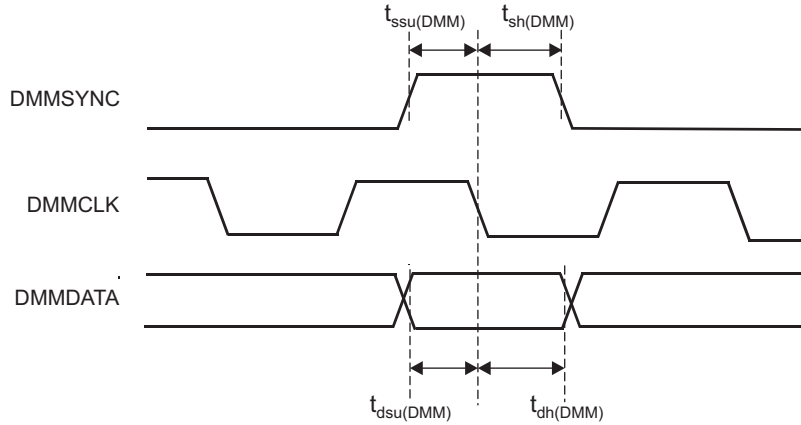 tssu(DMM) tsh(DMM)
DMMSYNC
DMMCLK
DMMDATA
tdsu(DMM) tdh(DMM)